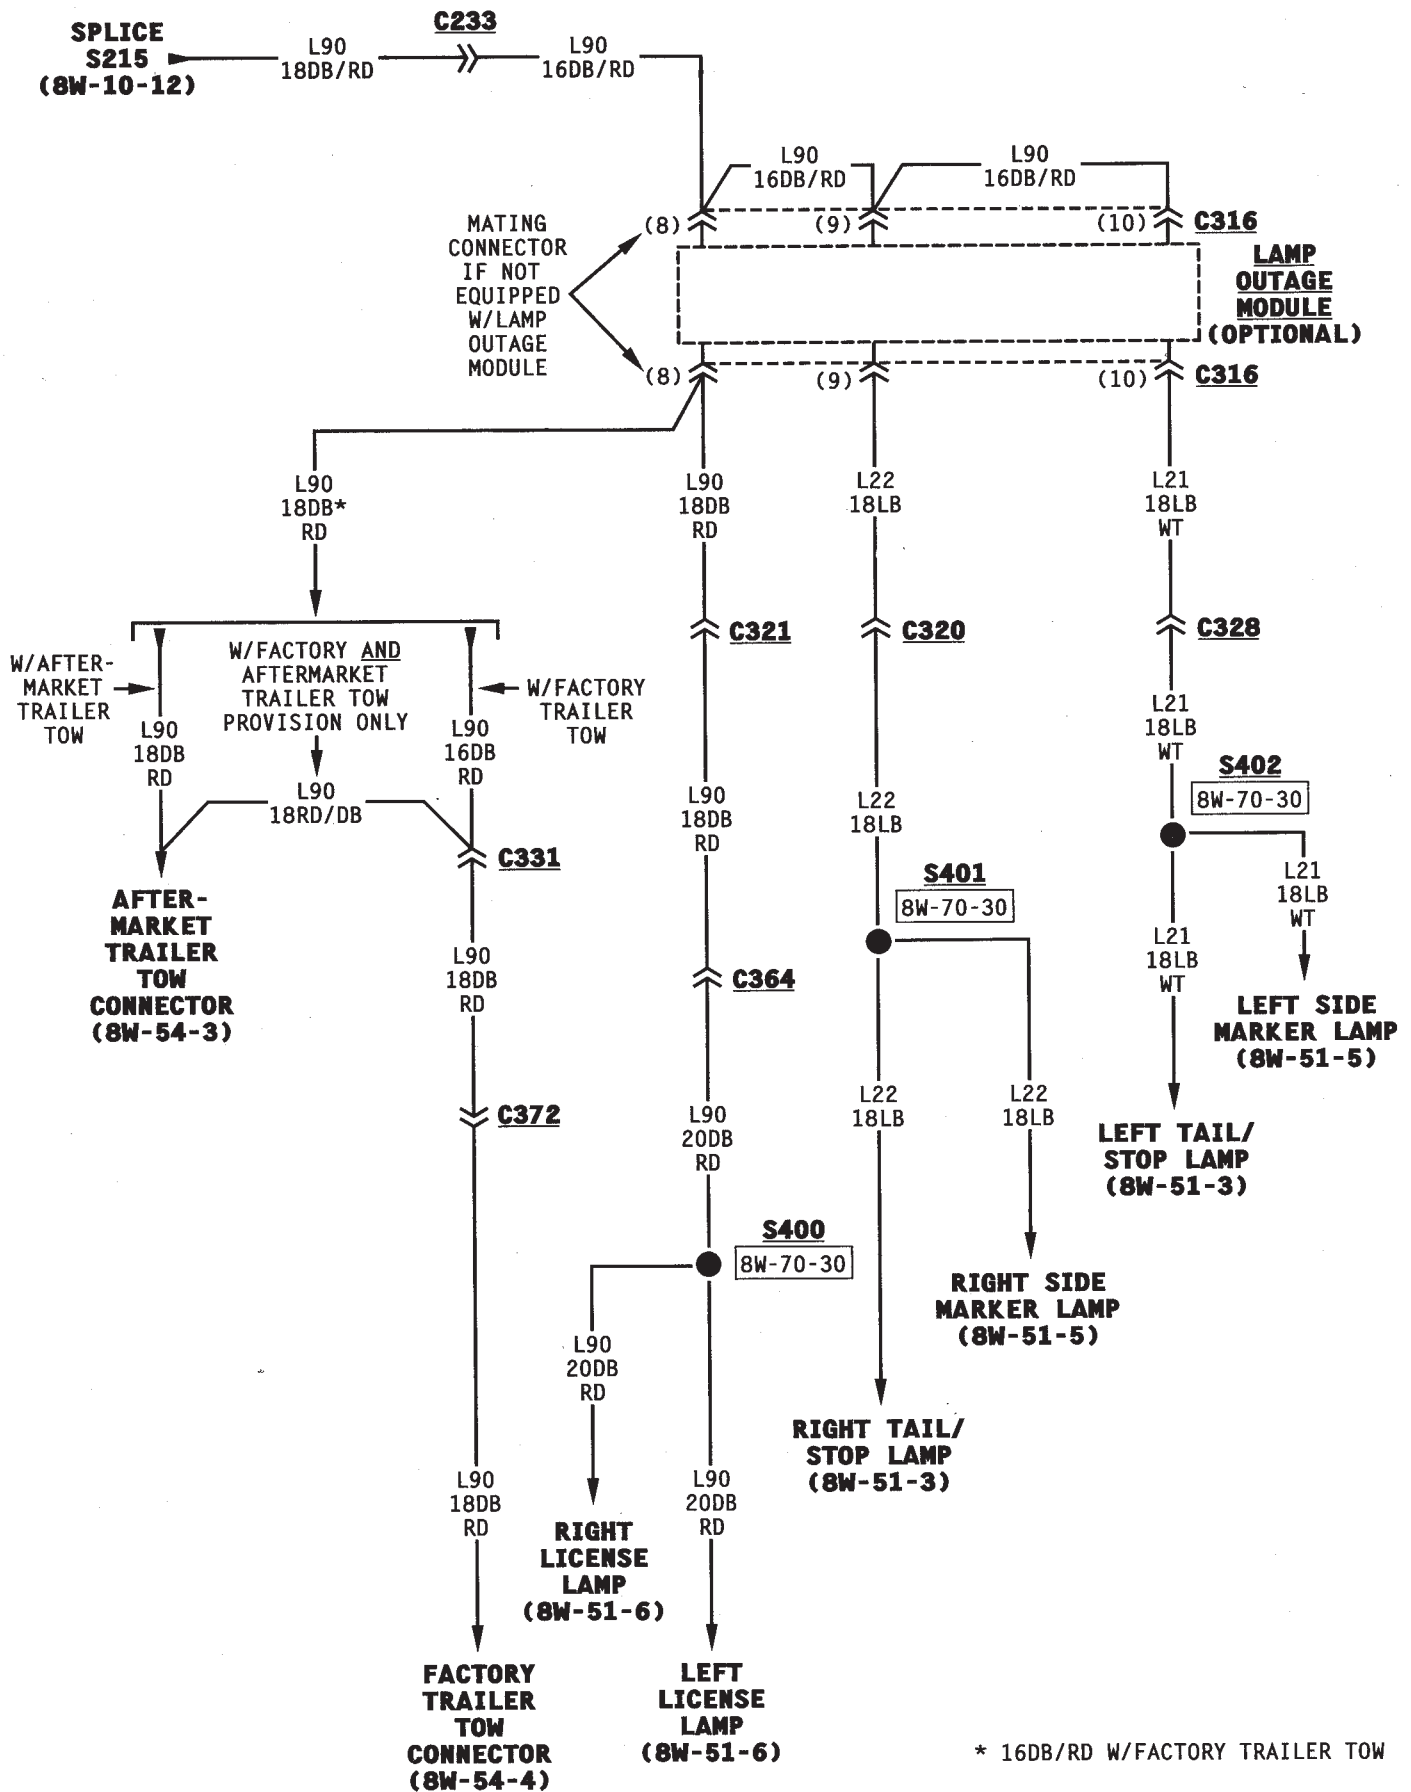 SPLICE
S215
(8W-10-12)
L90
18DB/RD
C233
L90
16DB/RD
L90
16DB/RD
L90
16DB/RD
MATING
CONNECTOR
IF NOT
EQUIPPED
W/LAMP
OUTAGE
MODULE
(8)
(9)
(10)
C316
LAMP
OUTAGE
MODULE
(OPTIONAL)
(8)
(9)
(10)
C316
L90
18DB*
RD
L90
18DB
RD
L22
18LB
L21
18LB
WT
C321
C320
C328
W/AFTER-
MARKET
TRAILER
TOW
W/FACTORY AND
AFTERMARKET
TRAILER TOW
PROVISION ONLY
W/FACTORY
TRAILER
TOW
L90
18DB
RD
L90
16DB
RD
L90
18RD/DB
C331
L90
18DB
RD
L22
18LB
L21
18LB
WT
S402
8W-70-30
L21
18LB
WT
L21
18LB
WT
S401
8W-70-30
AFTER-
MARKET
TRAILER
TOW
CONNECTOR
(8W-54-3)
L90
18DB
RD
C364
LEFT SIDE
MARKER LAMP
(8W-51-5)
C372
L90
20DB
RD
L22
18LB
L22
18LB
LEFT TAIL/
STOP LAMP
(8W-51-3)
S400
8W-70-30
RIGHT SIDE
MARKER LAMP
(8W-51-5)
L90
20DB
RD
RIGHT TAIL/
STOP LAMP
(8W-51-3)
L90
18DB
RD
L90
20DB
RD
RIGHT
LICENSE
LAMP
(8W-51-6)
FACTORY
TRAILER
TOW
CONNECTOR
(8W-54-4)
LEFT
LICENSE
LAMP
(8W-51-6)
* 16DB/RD W/FACTORY TRAILER TOW